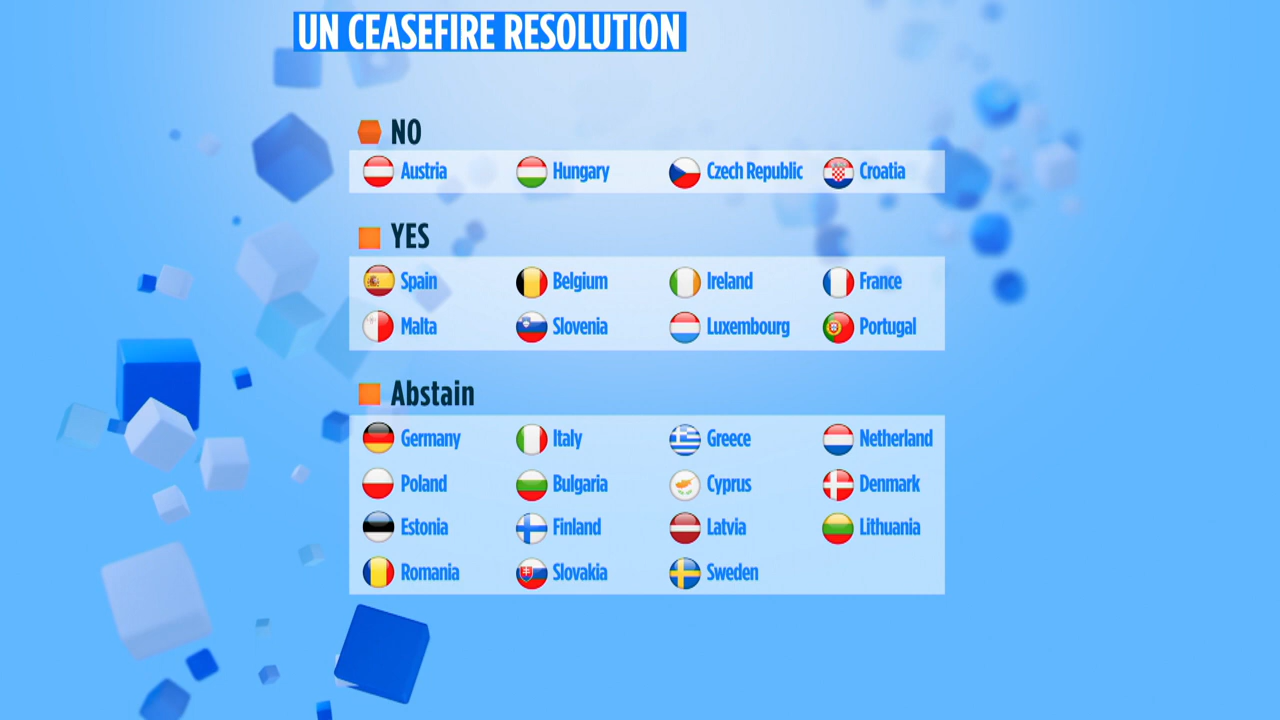 UN CEASEFIRE RESOLUTION
NO
Austria Hungary Czech Republic Croatia
YES
Spain Belgium Ireland France
Malta Slovenia Luxembourg Portugal
Abstain
Germany Italy Greece Netherland
Poland Bulgaria Cyprus Denmark
Estonia Finland Latvia Lithuania
Romania Slovakia Sweden